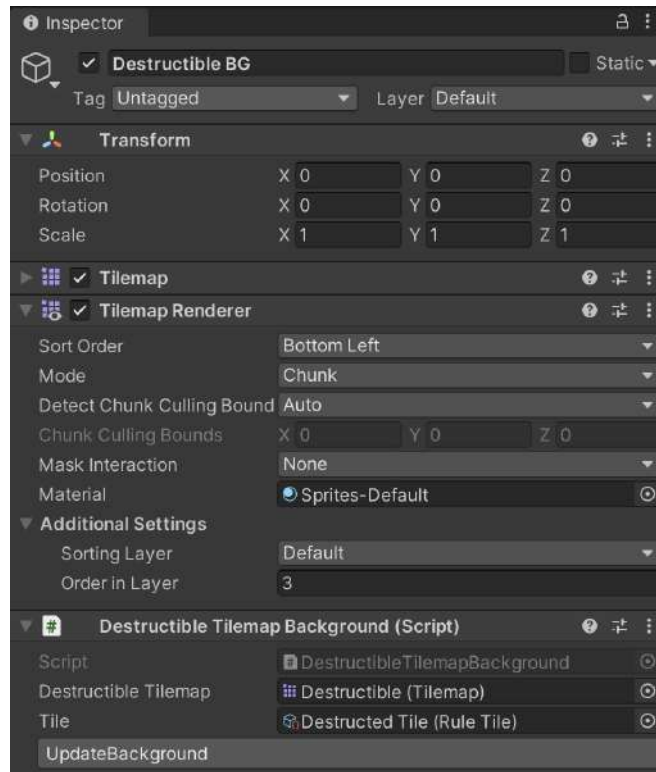 Inspector
Destructible BG Static
Tag Untagged Layer Default
Transform
Position X 0 Y 0 Z 0
Rotation X 0 Y 0 Z 0
Scale X 1 Y 1 Z 1
Tilemap
Tilemap Renderer
Sort Order Bottom Left
Mode Chunk
Detect Chunk Culling Bound Auto
Chunk Culling Bounds X 0 Y 0 Z 0
Mask Interaction None
Material Sprites-Default
Additional Settings
Sorting Layer Default
Order in Layer 3
# Destructible Tilemap Background (Script)
Script DestructibleTilemapBackground
Destructible Tilemap Destructible (Tilemap)
Tile Destructed Tile (Rule Tile)
UpdateBackground